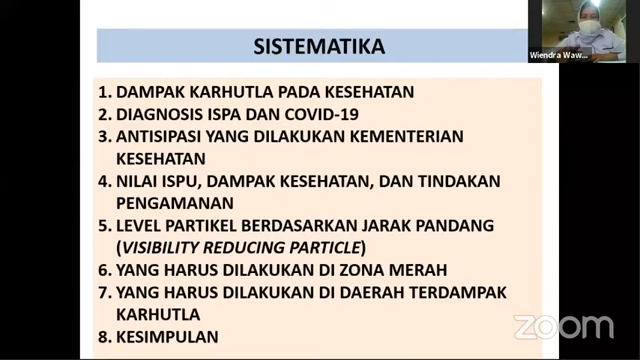 SISTEMATIKA
Wiendra Waw...
1. DAMPAK KARHUTLA PADA KESEHATAN
2. DIAGNOSIS ISPA DAN COVID-19
3. ANTISIPASI YANG DILAKUKAN KEMENTERIAN
KESEHATAN
4. NILAI ISPU, DAMPAK KESEHATAN, DAN TINDAKAN
PENGAMANAN
5. LEVEL PARTIKEL BERDASARKAN JARAK PANDANG
(VISIBILITY REDUCING PARTICLE)
6. YANG HARUS DILAKUKAN DI ZONA MERAH
7. YANG HARUS DILAKUKAN DI DAERAH TERDAMPAK
KARHUTLA
8. KESIMPULAN
zoom